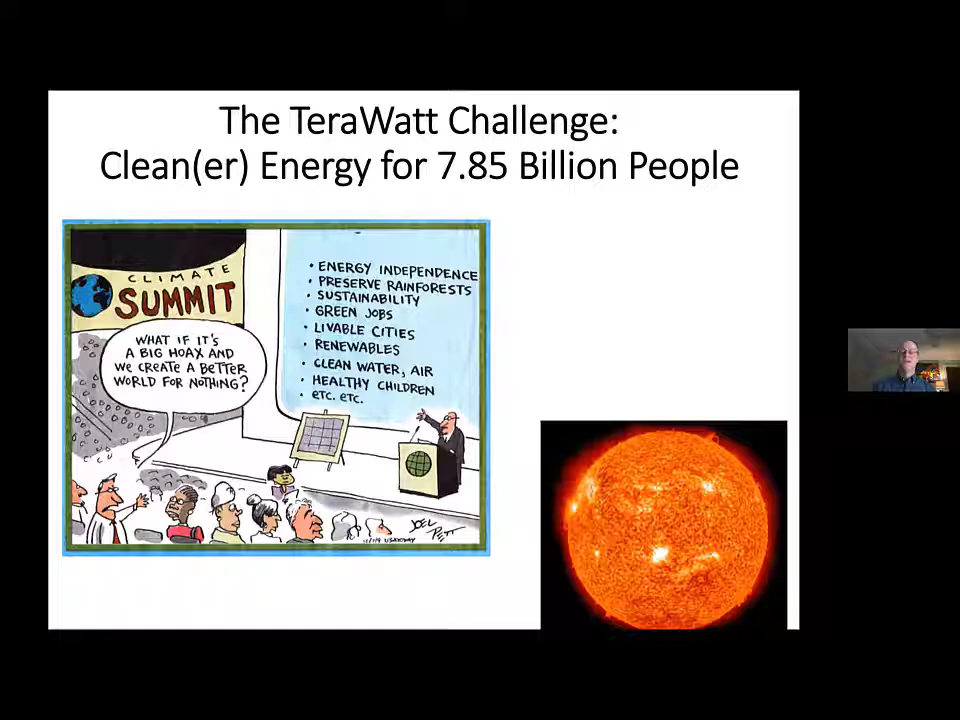 The TeraWatt Challenge:
Clean(er) Energy for 7.85 Billion People
CLIMATE
SUMMIT
WHAT IF IT'S
A BIG HOAX AND
WE CREATE A BETTER
WORLD FOR NOTHING?
• ENERGY INDEPENDENCE
• PRESERVE RAINFORESTS
• SUSTAINABILITY
• GREEN JOBS
• LIVABLE CITIES
• RENEWABLES
• CLEAN WATER, AIR
• HEALTHY CHILDREN
• ETC. ETC.
JOEL
PETT